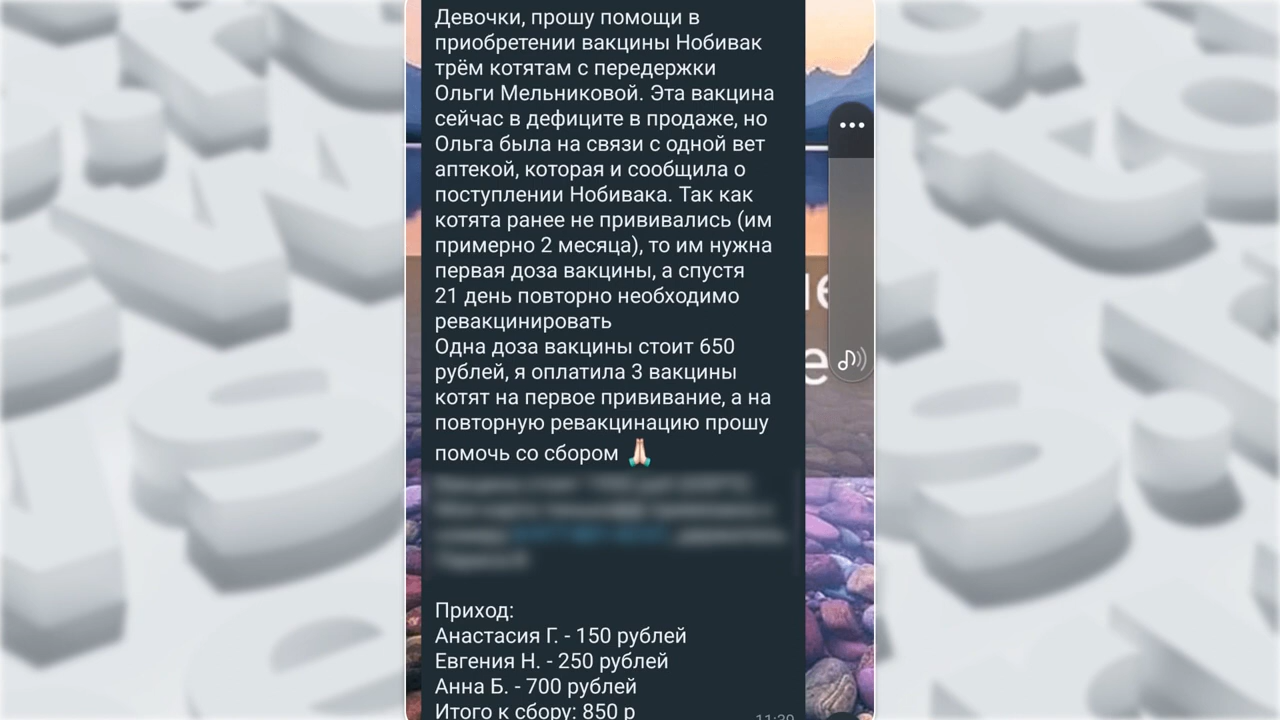 Девочки, прошу помощи в
приобретении вакцины Нобивак
трём котятам с передержки
Ольги Мельниковой. Эта вакцина
сейчас в дефиците в продаже, но
Ольга была на связи с одной вет
аптекой, которая и сообщила о
поступлении Нобивака. Так как
котята ранее не прививались (им
примерно 2 месяца), то им нужна
первая доза вакцины, а спустя
21 день повторно необходимо
ревакцинировать
Одна доза вакцины стоит 650
рублей, я оплатила 3 вакцины
котят на первое прививание, а на
повторную ревакцинацию прошу
помочь со сбором 🙏🏻
Приход:
Анастасия Г. - 150 рублей
Евгения Н. - 250 рублей
Анна Б. - 700 рублей
Итого к сбору: 850 р
11:39